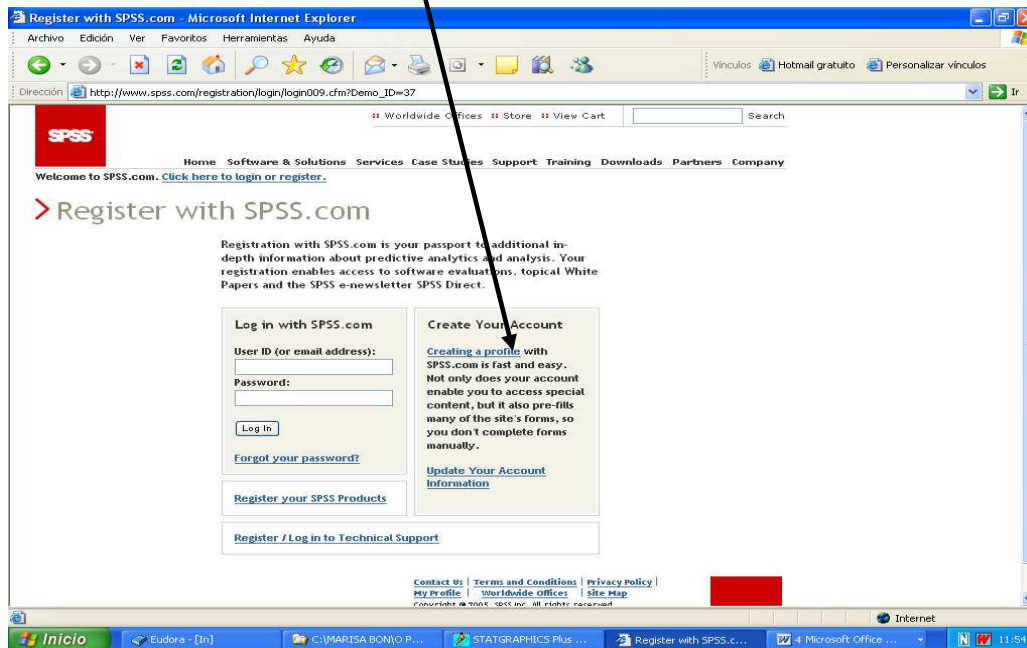 Register with SPSS.com - Microsoft Internet Explorer
Archivo Edición Ver Favoritos Herramientas Ayuda
Vínculos Hotmail gratuito Personalizar vínculos
Dirección http://www.spss.com/registration/login/login009.cfm?Demo_ID=37 Ir
Worldwide Offices Store View Cart Search
SPSS
Home Software & Solutions Services Case Studies Support Training Downloads Partners Company
Welcome to SPSS.com. Click here to login or register.
Register with SPSS.com
Registration with SPSS.com is your passport to additional in-
depth information about predictive analytics and analysis. Your
registration enables access to software evaluations, topical White
Papers and the SPSS e-newsletter SPSS Direct.
Log in with SPSS.com
User ID (or email address):
Password:
Log In
Forgot your password?
Create Your Account
Creating a profile with
SPSS.com is fast and easy.
Not only does your account
enable you to access special
content, but it also pre-fills
many of the site's forms, so
you don't complete forms
manually.
Update Your Account
Information
Register your SPSS Products
Register / Log in to Technical Support
Contact Us | Terms and Conditions | Privacy Policy |
My Profile | Worldwide Offices | Site Map
Copyright © 2005, SPSS Inc. All rights reserved
Internet
Inicio Eudora - [In] C:\MARISA BON\O P... STATGRAPHICS Plus ... Register with SPSS.c... 4 Microsoft Office ... N W 11:54